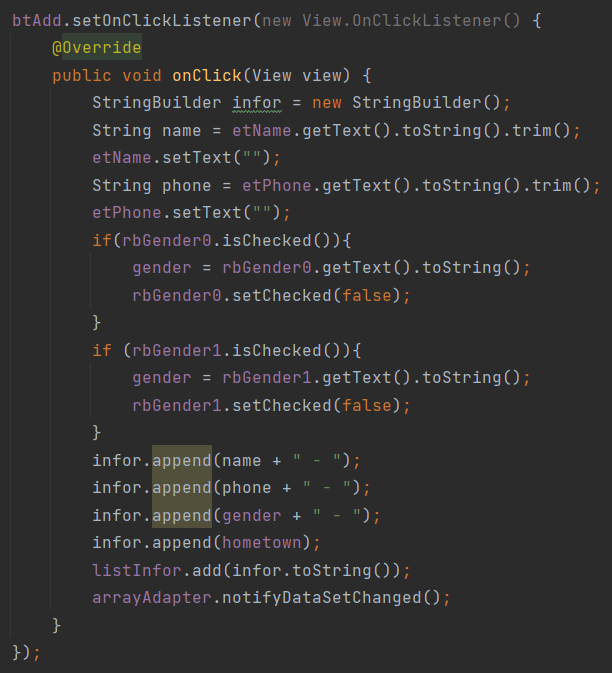 btAdd.setOnClickListener(new View.OnClickListener() {
    @Override
    public void onClick(View view) {
        StringBuilder infor = new StringBuilder();
        String name = etName.getText().toString().trim();
        etName.setText("");
        String phone = etPhone.getText().toString().trim();
        etPhone.setText("");
        if(rbGender0.isChecked()){
            gender = rbGender0.getText().toString();
            rbGender0.setChecked(false);
        }
        if (rbGender1.isChecked()){
            gender = rbGender1.getText().toString();
            rbGender1.setChecked(false);
        }
        infor.append(name + " - ");
        infor.append(phone + " - ");
        infor.append(gender + " - ");
        infor.append(hometown);
        listInfor.add(infor.toString());
        arrayAdapter.notifyDataSetChanged();
    }
});